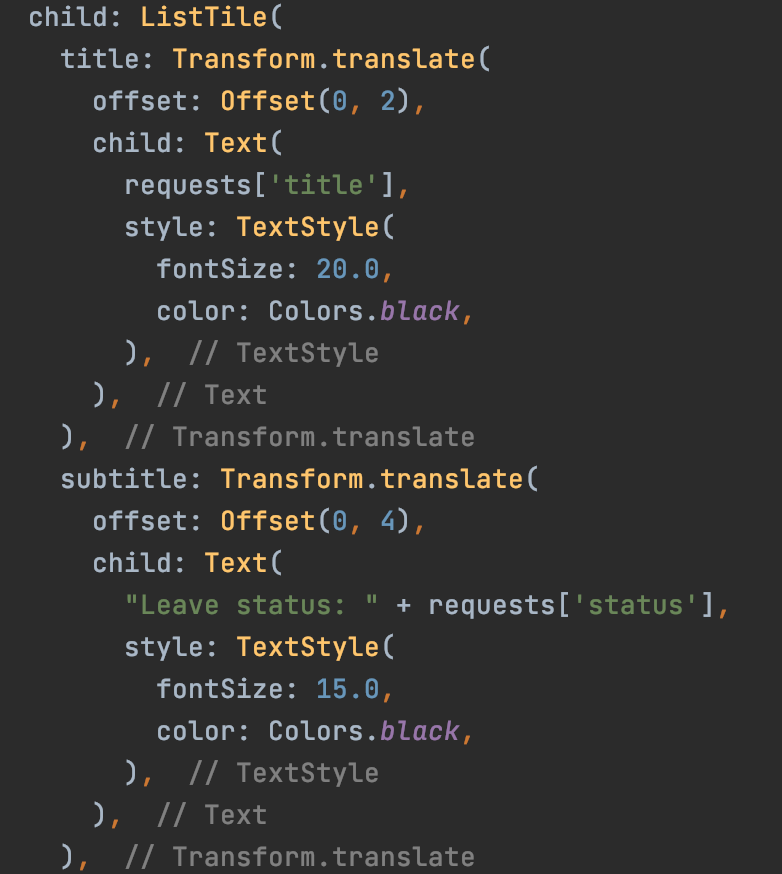 child: ListTile(
  title: Transform.translate(
    offset: Offset(0, 2),
    child: Text(
      requests['title'],
      style: TextStyle(
        fontSize: 20.0,
        color: Colors.black,
      ),  // TextStyle
    ),  // Text
  ),  // Transform.translate
  subtitle: Transform.translate(
    offset: Offset(0, 4),
    child: Text(
      "Leave status: " + requests['status'],
      style: TextStyle(
        fontSize: 15.0,
        color: Colors.black,
      ),  // TextStyle
    ),  // Text
  ),  // Transform.translate